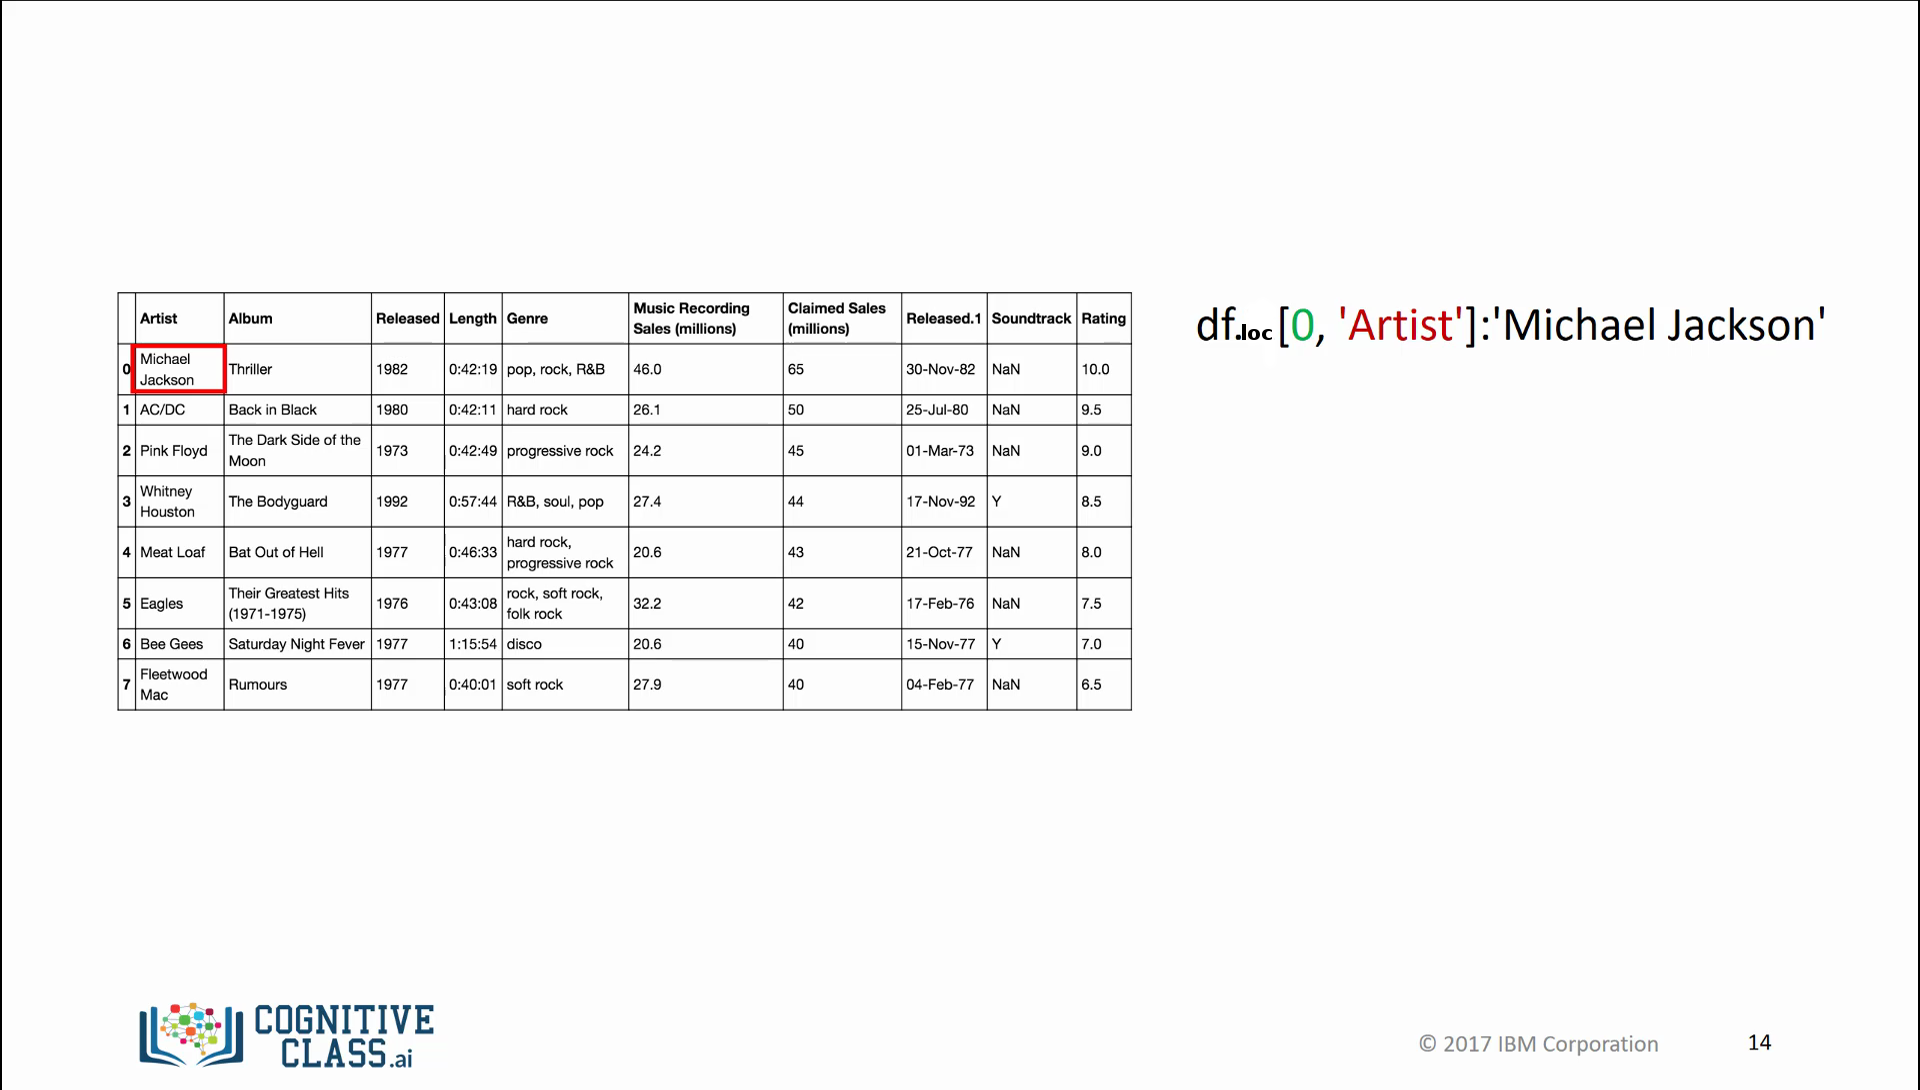 Artist Album Released Length Genre Music Recording Sales (millions) Claimed Sales (millions) Released.1 Soundtrack Rating
0 Michael Jackson Thriller 1982 0:42:19 pop, rock, R&B 46.0 65 30-Nov-82 NaN 10.0
1 AC/DC Back in Black 1980 0:42:11 hard rock 26.1 50 25-Jul-80 NaN 9.5
2 Pink Floyd The Dark Side of the Moon 1973 0:42:49 progressive rock 24.2 45 01-Mar-73 NaN 9.0
3 Whitney Houston The Bodyguard 1992 0:57:44 R&B, soul, pop 27.4 44 17-Nov-92 Y 8.5
4 Meat Loaf Bat Out of Hell 1977 0:46:33 hard rock, progressive rock 20.6 43 21-Oct-77 NaN 8.0
5 Eagles Their Greatest Hits (1971-1975) 1976 0:43:08 rock, soft rock, folk rock 32.2 42 17-Feb-76 NaN 7.5
6 Bee Gees Saturday Night Fever 1977 1:15:54 disco 20.6 40 15-Nov-77 Y 7.0
7 Fleetwood Mac Rumours 1977 0:40:01 soft rock 27.9 40 04-Feb-77 NaN 6.5
df.loc[0, 'Artist']:'Michael Jackson'
COGNITIVE
CLASS.ai
© 2017 IBM Corporation
14